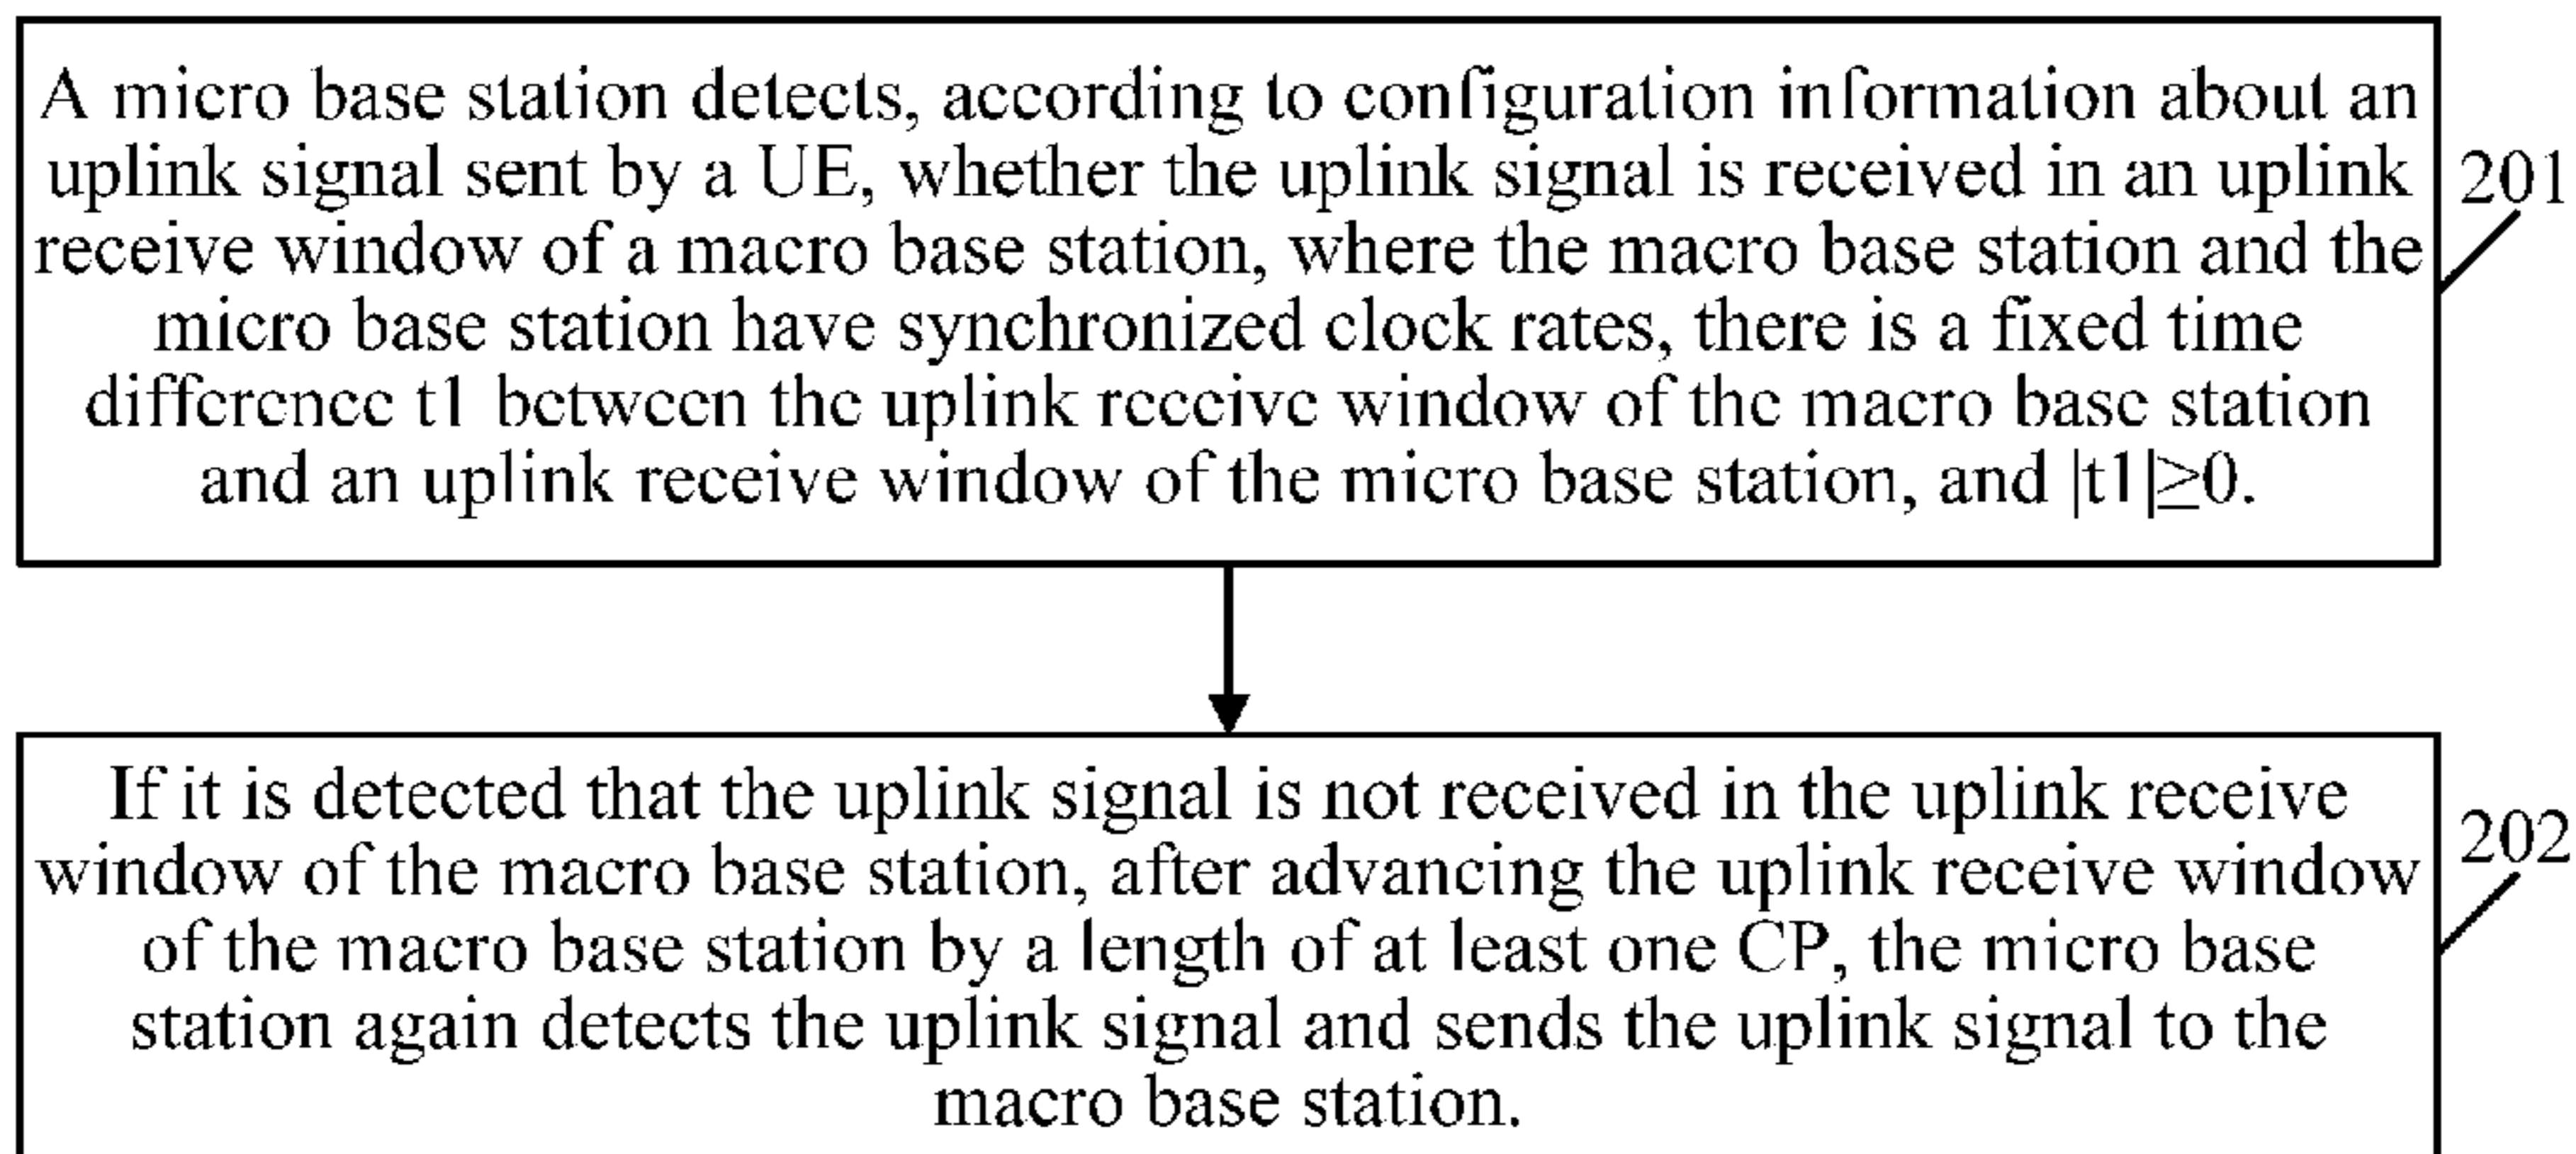 A micro base station detects, according to configuration information about an
uplink signal sent by a UE, whether the uplink signal is received in an uplink
receive window of a macro base station, where the macro base station and the
micro base station have synchronized clock rates, there is a fixed time
difference t1 between the uplink receive window of the macro base station
and an uplink receive window of the micro base station, and |t1|≥0.
201
If it is detected that the uplink signal is not received in the uplink receive
window of the macro base station, after advancing the uplink receive window
of the macro base station by a length of at least one CP, the micro base
station again detects the uplink signal and sends the uplink signal to the
macro base station.
202